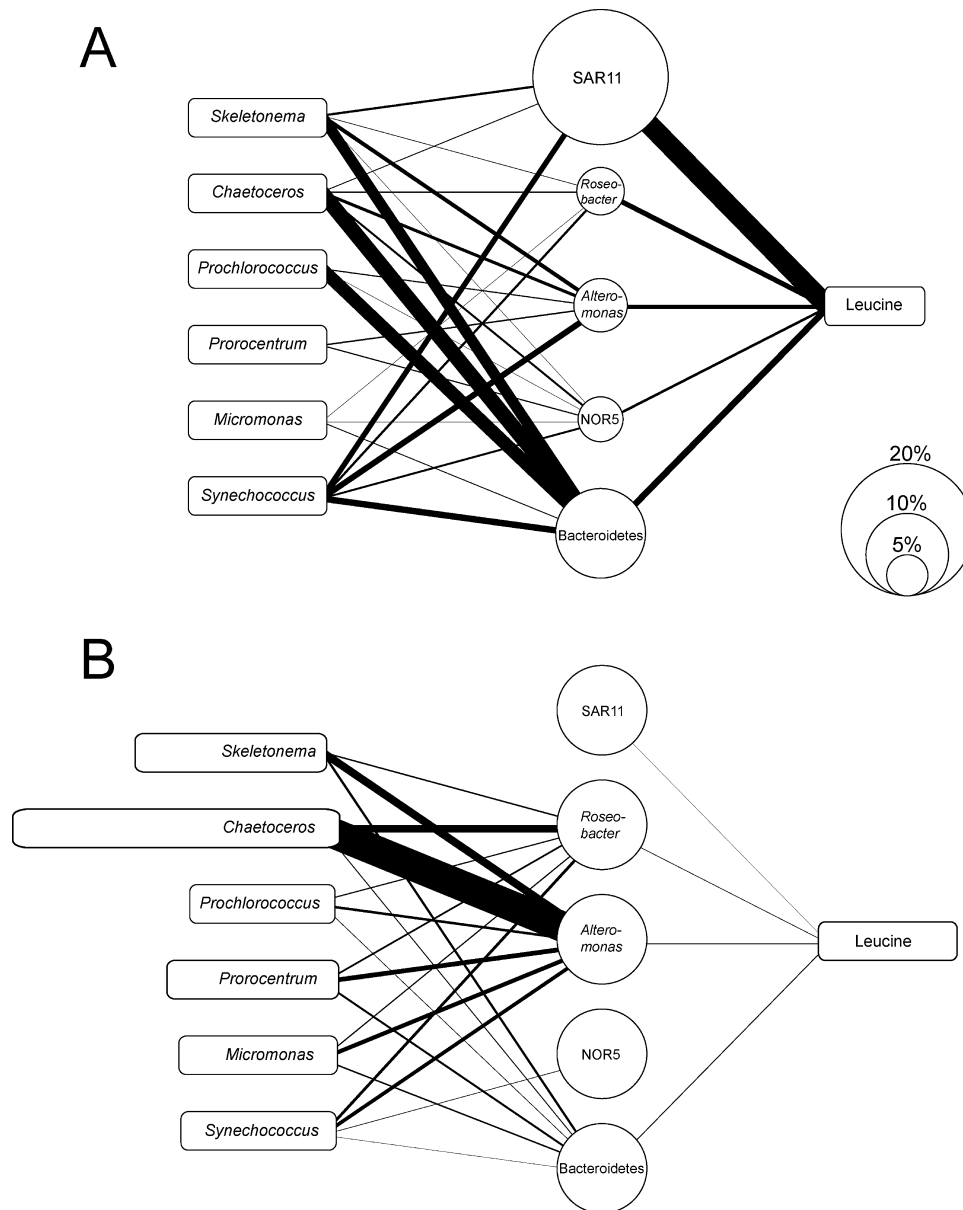 A
SAR11
Skeletonema
Roseo-
bacter
Chaetoceros
Prochlorococcus
Altero-
monas
Leucine
Prorocentrum
Micromonas
NOR5
20%
Synechococcus
10%
Bacteroidetes
5%
B
SAR11
Skeletonema
Roseo-
bacter
Chaetoceros
Prochlorococcus
Altero-
monas
Leucine
Prorocentrum
Micromonas
NOR5
Synechococcus
Bacteroidetes